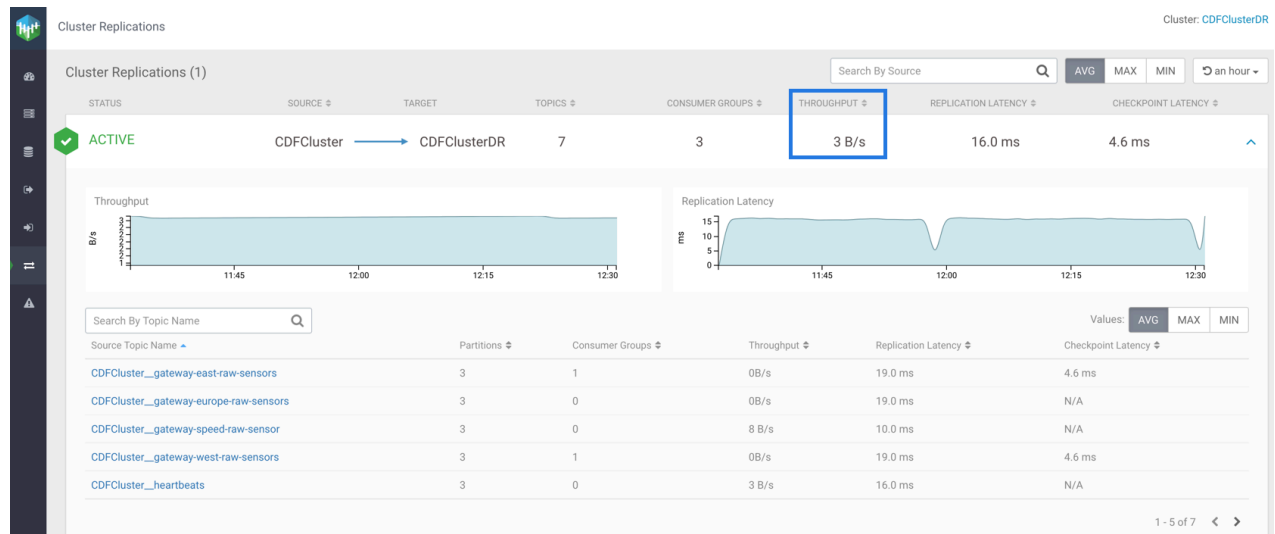 Cluster Replications
Cluster: CDFClusterDR
Cluster Replications (1)
Search By Source
AVG MAX MIN an hour
STATUS SOURCE TARGET TOPICS CONSUMER GROUPS THROUGHPUT REPLICATION LATENCY CHECKPOINT LATENCY
ACTIVE CDFCluster CDFClusterDR 7 3 3 B/s 16.0 ms 4.6 ms
Throughput
B/s
3
2
2
2
2
1
11:45 12:00 12:15 12:30
Replication Latency
ms
15
10
5
0
11:45 12:00 12:15 12:30
Search By Topic Name
Values: AVG MAX MIN
Source Topic Name Partitions Consumer Groups Throughput Replication Latency Checkpoint Latency
CDFCluster__gateway-east-raw-sensors 3 1 0B/s 19.0 ms 4.6 ms
CDFCluster__gateway-europe-raw-sensors 3 0 0B/s 19.0 ms N/A
CDFCluster__gateway-speed-raw-sensor 3 0 8 B/s 10.0 ms N/A
CDFCluster__gateway-west-raw-sensors 3 1 0B/s 19.0 ms 4.6 ms
CDFCluster__heartbeats 3 0 3 B/s 16.0 ms N/A
1 - 5 of 7